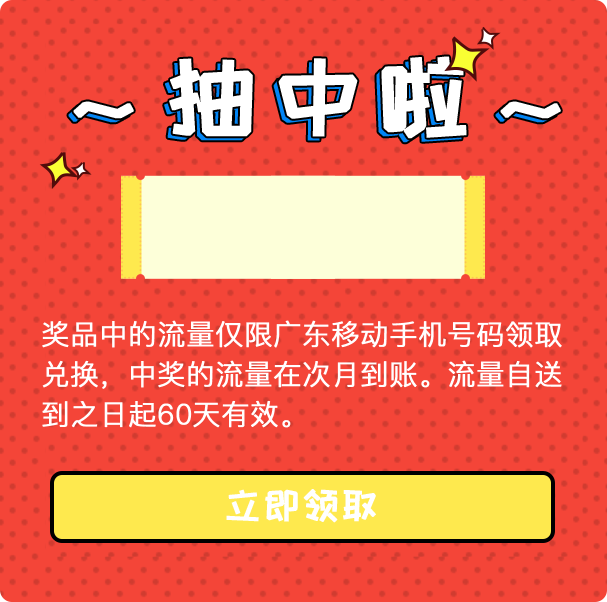 ～抽中啦～
奖品中的流量仅限广东移动手机号码领取
兑换，中奖的流量在次月到账。流量自送
到之日起60天有效。
立即领取